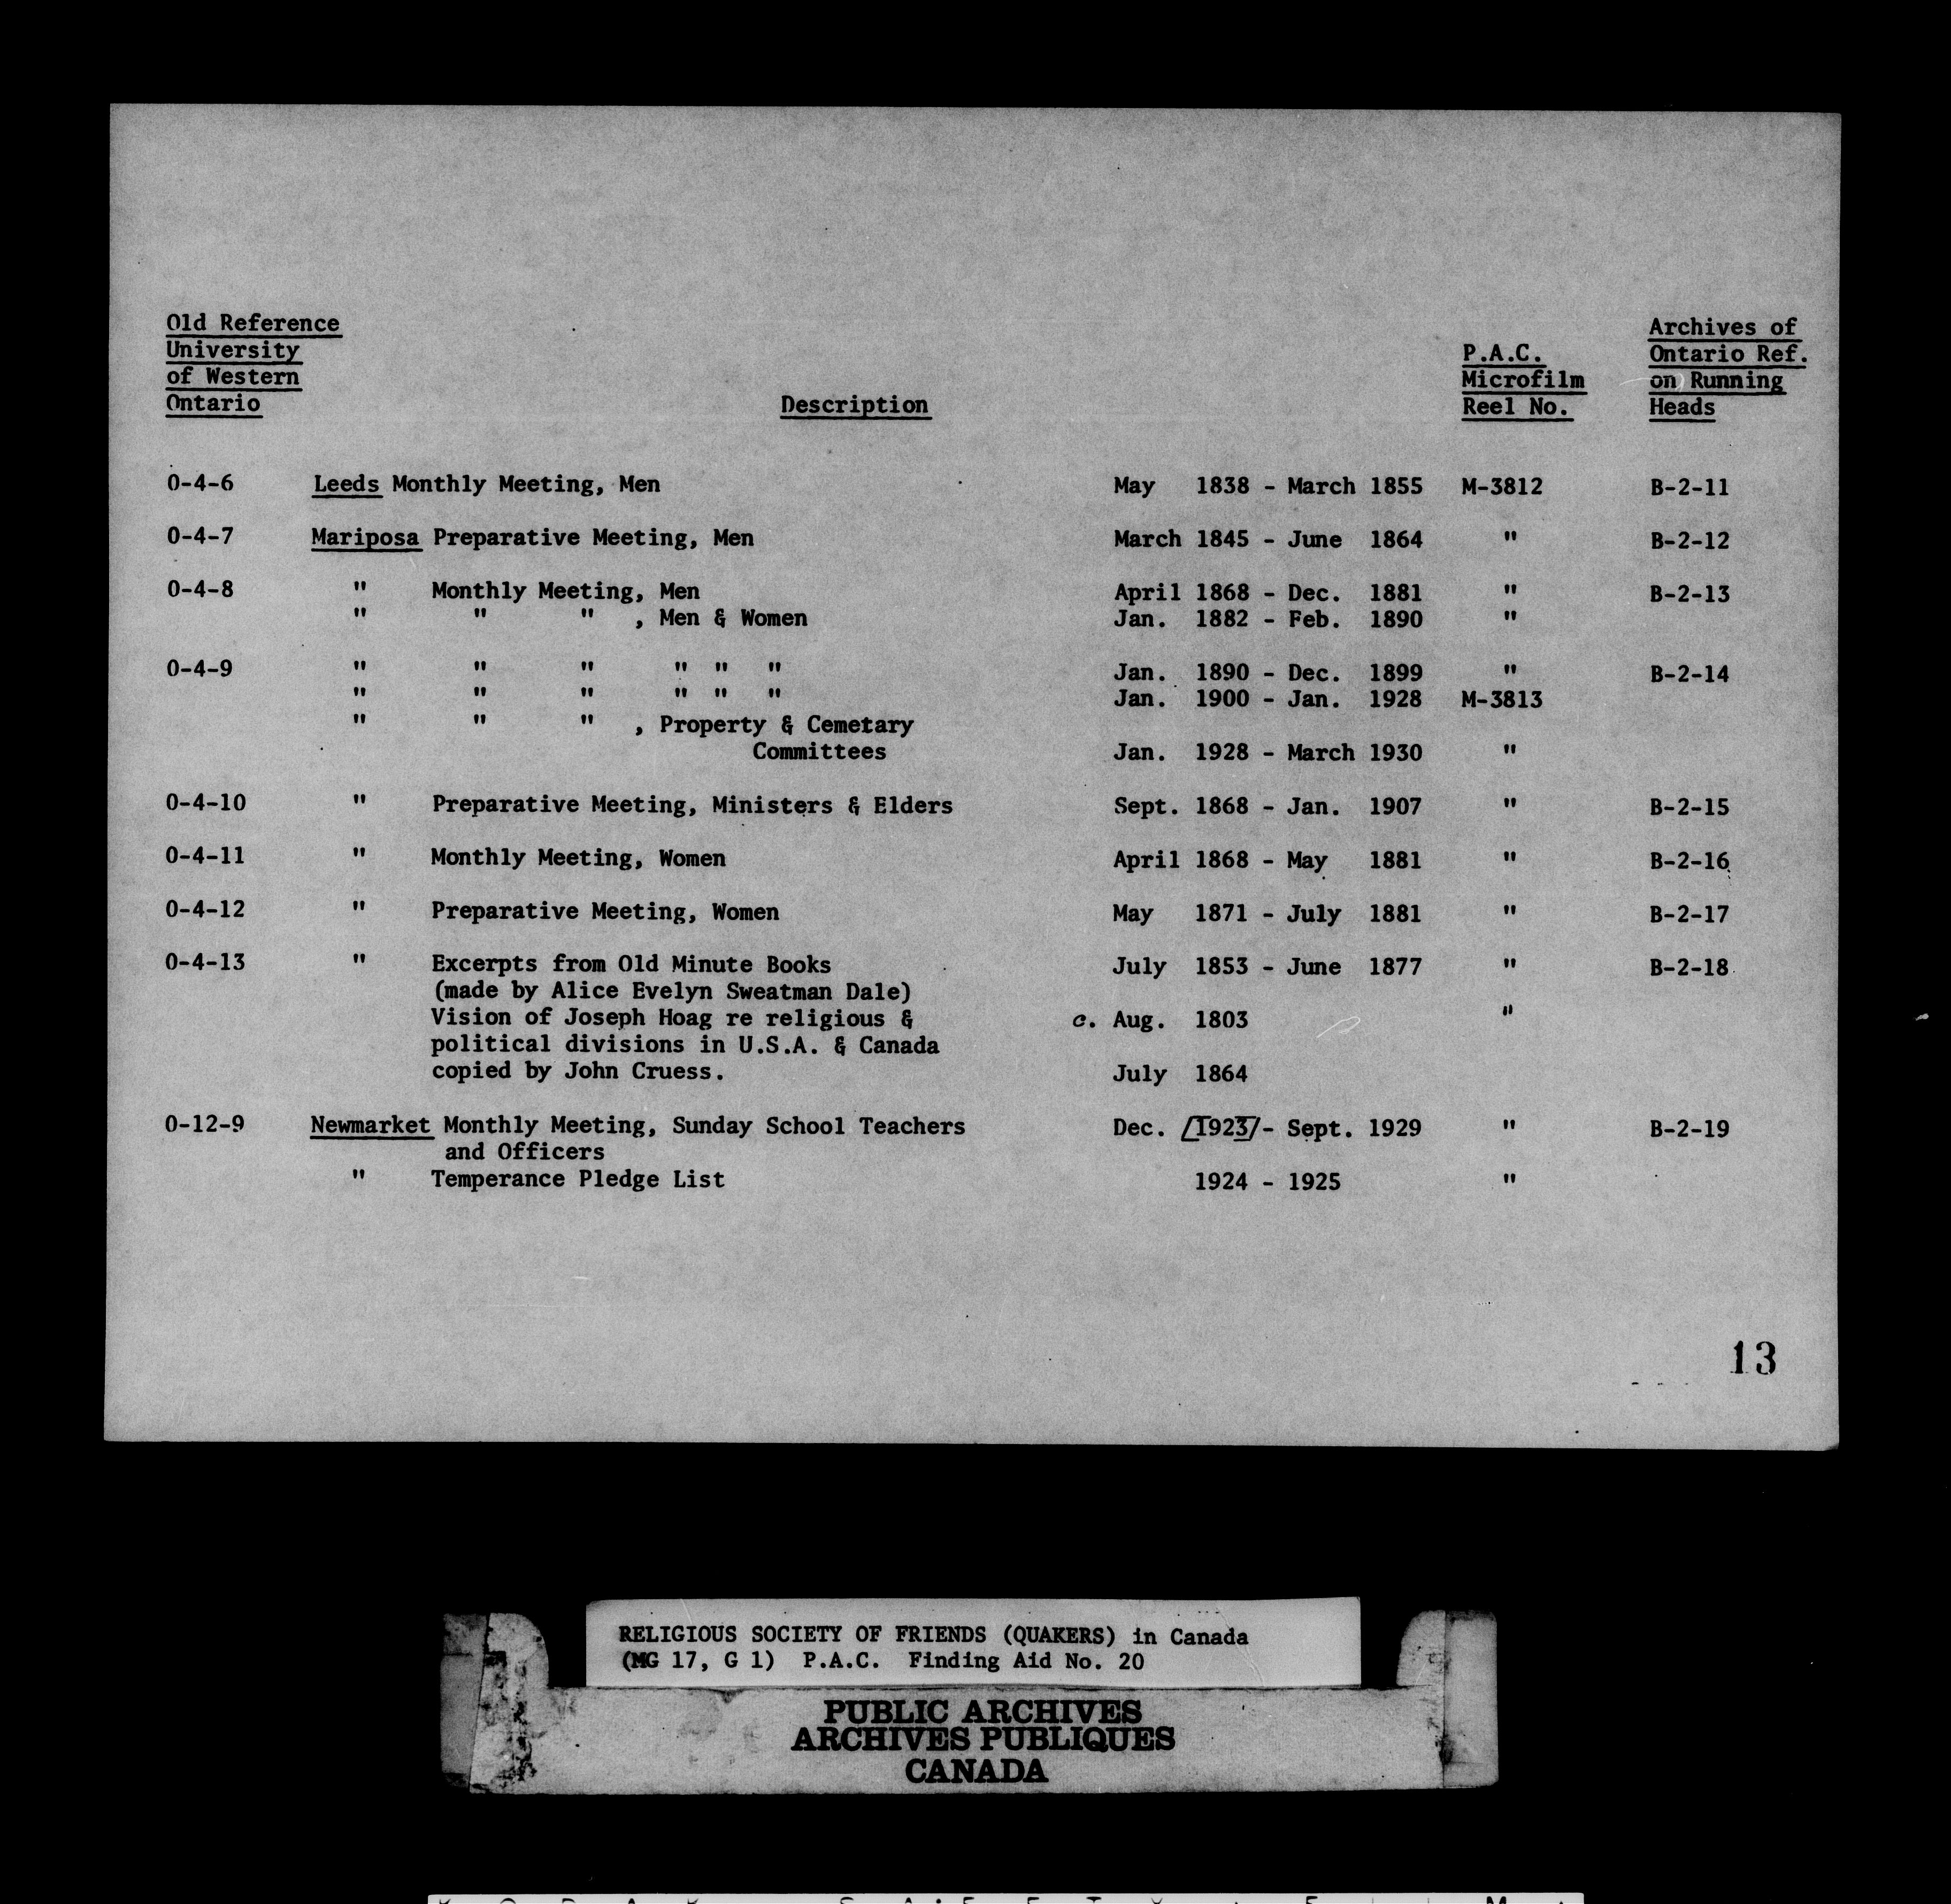 Old Reference
University
of Western
Ontario
Description
P.A.C.
Microfilm
Reel No.
Archives of
Ontario Ref.
on Running
Heads
0-4-6 Leeds Monthly Meeting, Men May 1838 - March 1855 M-3812 B-2-11
0-4-7 Mariposa Preparative Meeting, Men March 1845 - June 1864 " B-2-12
0-4-8 " Monthly Meeting, Men April 1868 - Dec. 1881 " B-2-13
" " " , Men & Women Jan. 1882 - Feb. 1890 "
0-4-9 " " " " " " Jan. 1890 - Dec. 1899 " B-2-14
" " " " " " Jan. 1900 - Jan. 1928 M-3813
" " " , Property & Cemetary
Committees Jan. 1928 - March 1930 "
0-4-10 " Preparative Meeting, Ministers & Elders Sept. 1868 - Jan. 1907 " B-2-15
0-4-11 " Monthly Meeting, Women April 1868 - May 1881 " B-2-16
0-4-12 " Preparative Meeting, Women May 1871 - July 1881 " B-2-17
0-4-13 " Excerpts from Old Minute Books July 1853 - June 1877 " B-2-18
(made by Alice Evelyn Sweatman Dale)
Vision of Joseph Hoag re religious & c. Aug. 1803 "
political divisions in U.S.A. & Canada
copied by John Cruess. July 1864
0-12-9 Newmarket Monthly Meeting, Sunday School Teachers Dec. [1923] - Sept. 1929 " B-2-19
and Officers
" Temperance Pledge List 1924 - 1925 "
13
RELIGIOUS SOCIETY OF FRIENDS (QUAKERS) in Canada
(MG 17, G 1) P.A.C. Finding Aid No. 20
PUBLIC ARCHIVES
ARCHIVES PUBLIQUES
CANADA